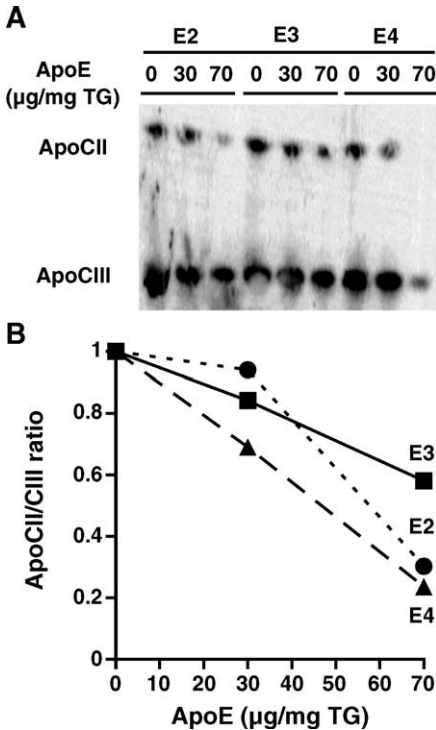 A
E2 E3 E4
ApoE 0 30 70 0 30 70 0 30 70
(µg/mg TG)
ApoCII
ApoCIII
B
1
0.8
0.6
0.4
0.2
0
ApoCII/CIII ratio
E3
E2
E4
0 10 20 30 40 50 60 70
ApoE (µg/mg TG)